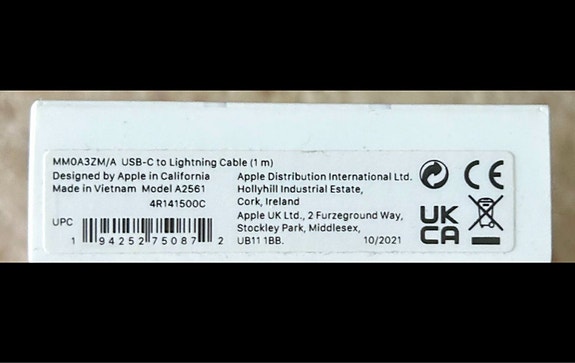 MM0A3ZM/A USB-C to Lightning Cable (1 m)
Designed by Apple in California
Made in Vietnam Model A2561
4R141500C
UPC
1 94252 75087 2
Apple Distribution International Ltd.
Hollyhill Industrial Estate,
Cork, Ireland
Apple UK Ltd., 2 Furzeground Way,
Stockley Park, Middlesex,
UB11 1BB. 10/2021
CE
UK
CA